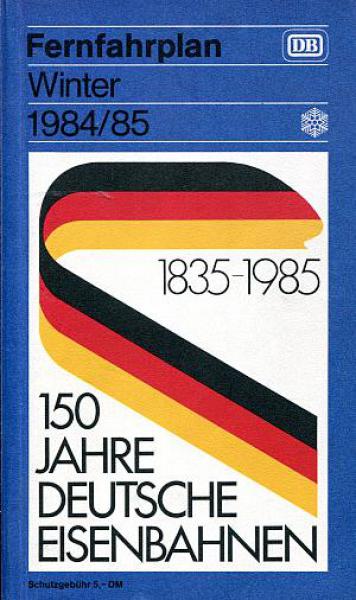 Fernfahrplan
DB
Winter
1984/85
1835-1985
150
JAHRE
DEUTSCHE
EISENBAHNEN
Schutzgebühr 5,- DM